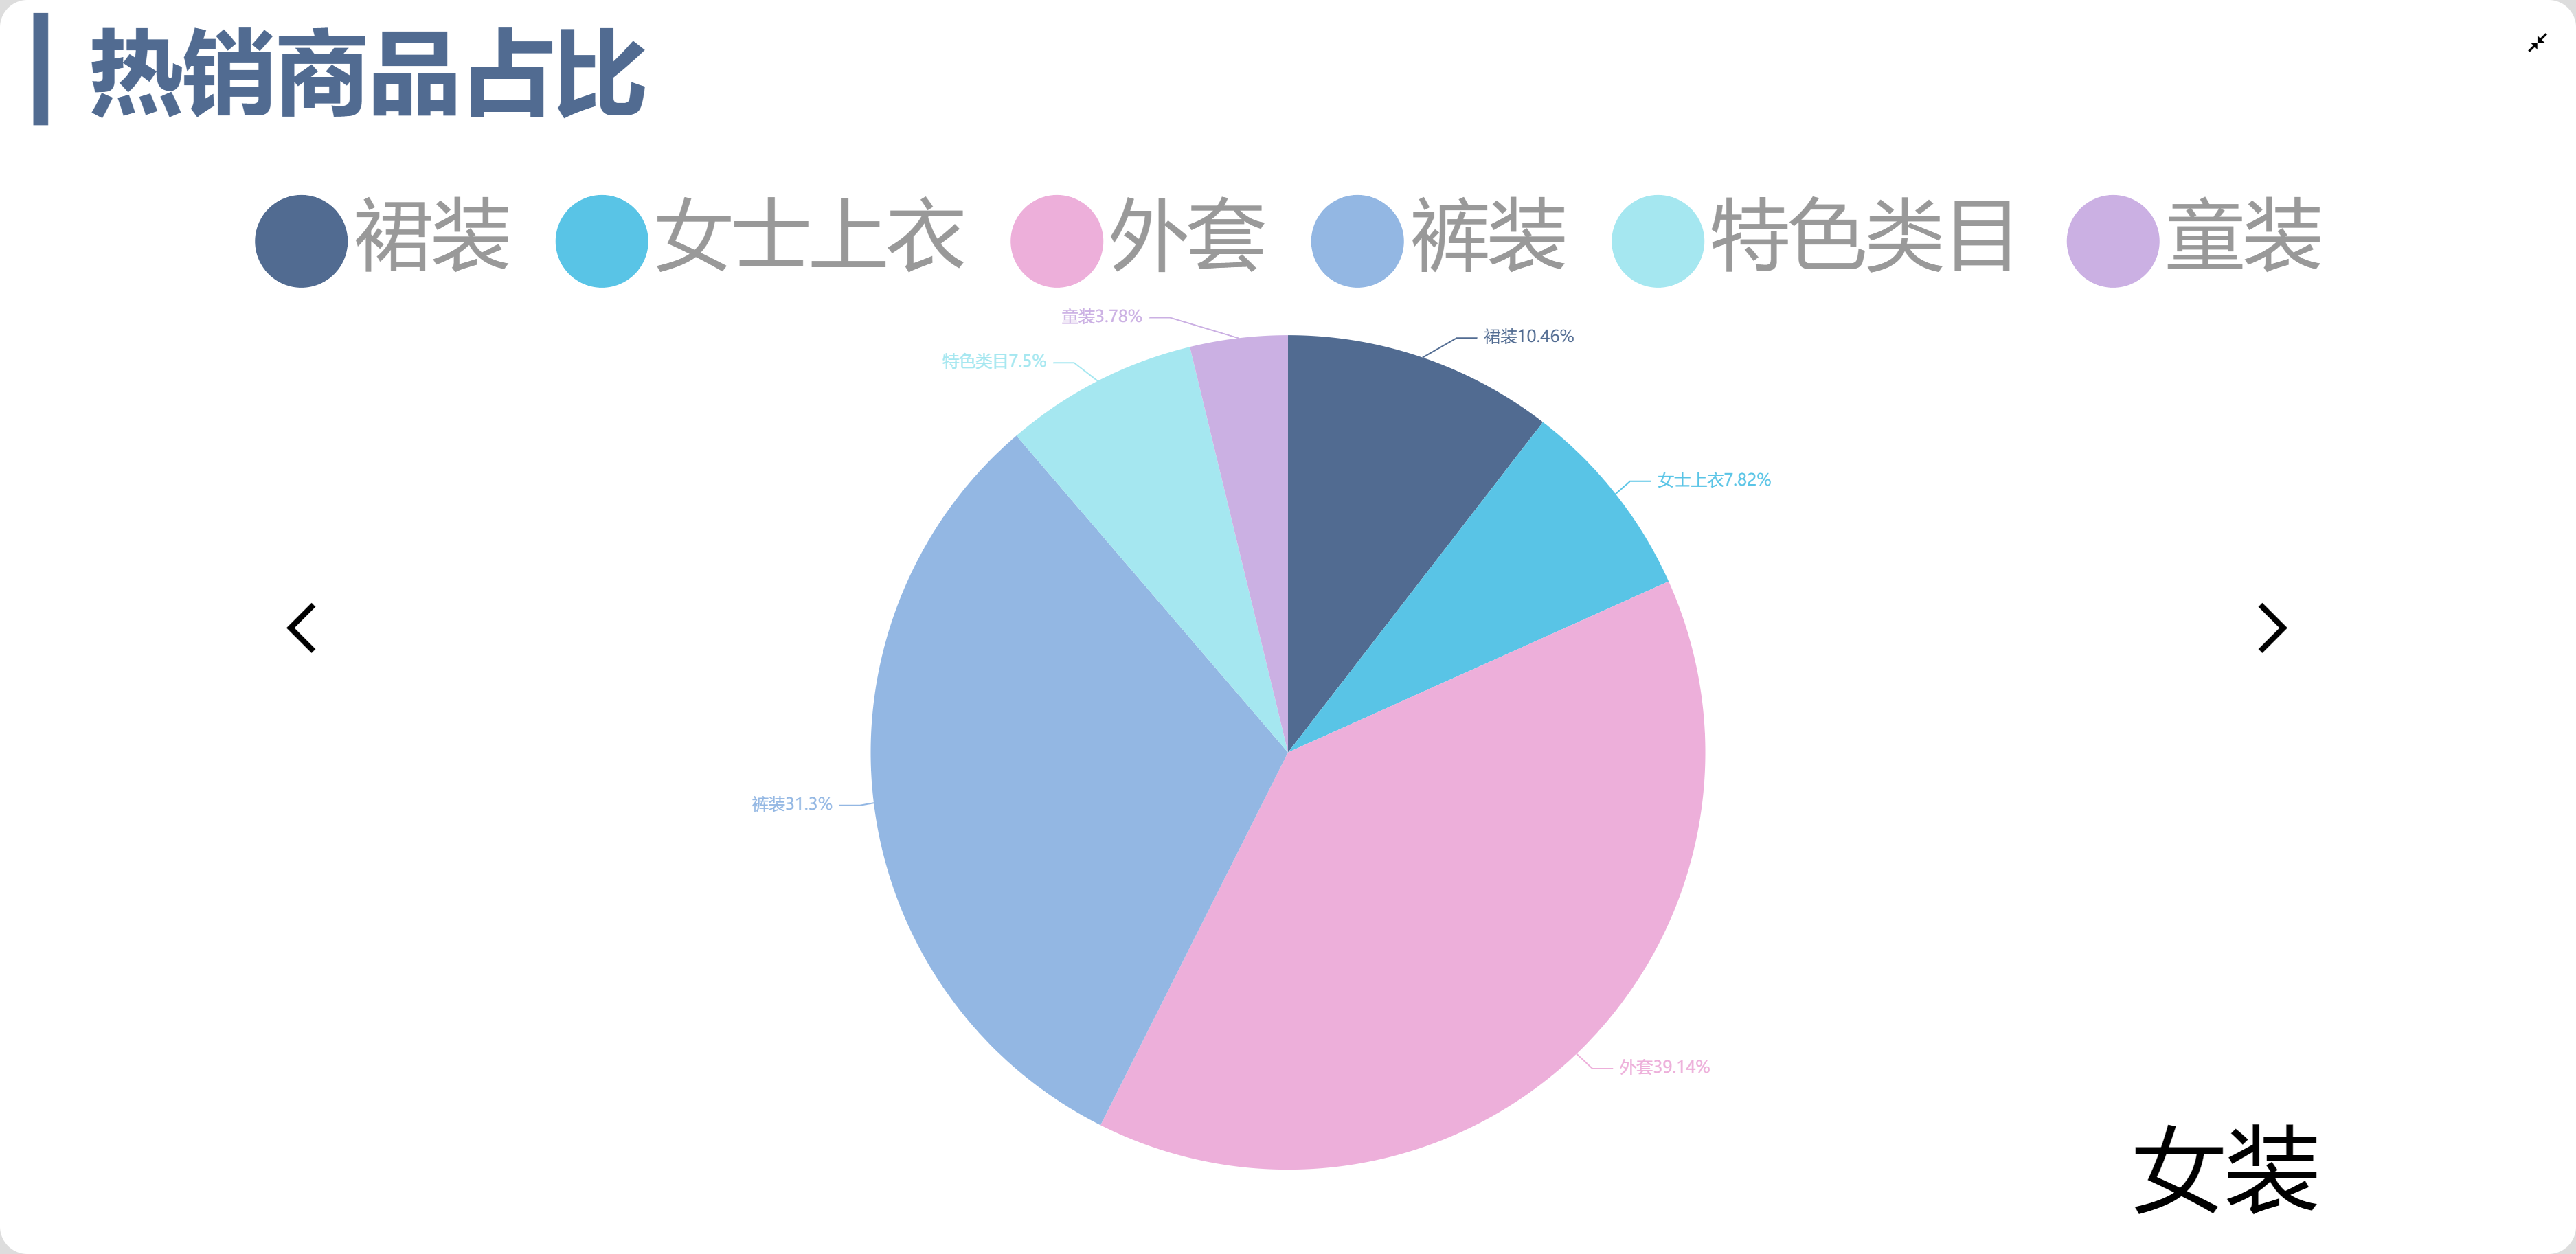 热销商品占比
裙装 女士上衣 外套 裤装 特色类目 童装
童装3.78%
裙装10.46%
特色类目7.5%
女士上衣7.82%
裤装31.3%
外套39.14%
女装